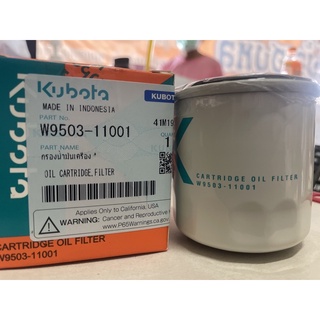 Kubota
KUBOTA
MADE IN INDONESIA
PART No.
W9503-11001
PART NAME
กรองน้ำมันเครื่อง
OIL CARTRIDGE,FILTER
Applies Only to California, USA
WARNING: Cancer and Reproductive
www.P65Warnings.ca.gov
CARTRIDGE OIL FILTER
W9503-11001
CARTRIDGE OIL FILTER
W9503-11001